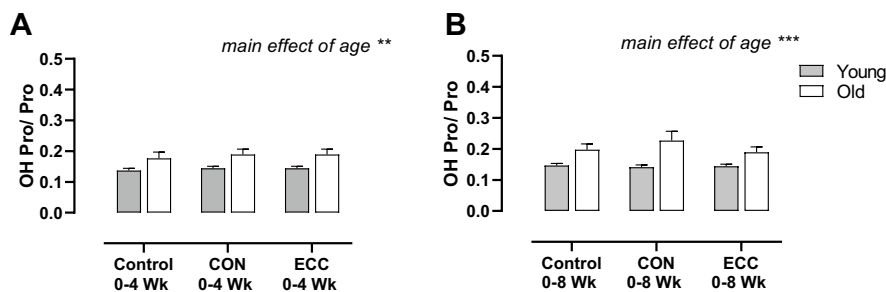 A
main effect of age **
OH Pro/ Pro
0.5
0.4
0.3
0.2
0.1
0.0
Control
0-4 Wk
CON
0-4 Wk
ECC
0-4 Wk
B
main effect of age ***
OH Pro/ Pro
0.5
0.4
0.3
0.2
0.1
0.0
Control
0-8 Wk
CON
0-8 Wk
ECC
0-8 Wk
Young
Old